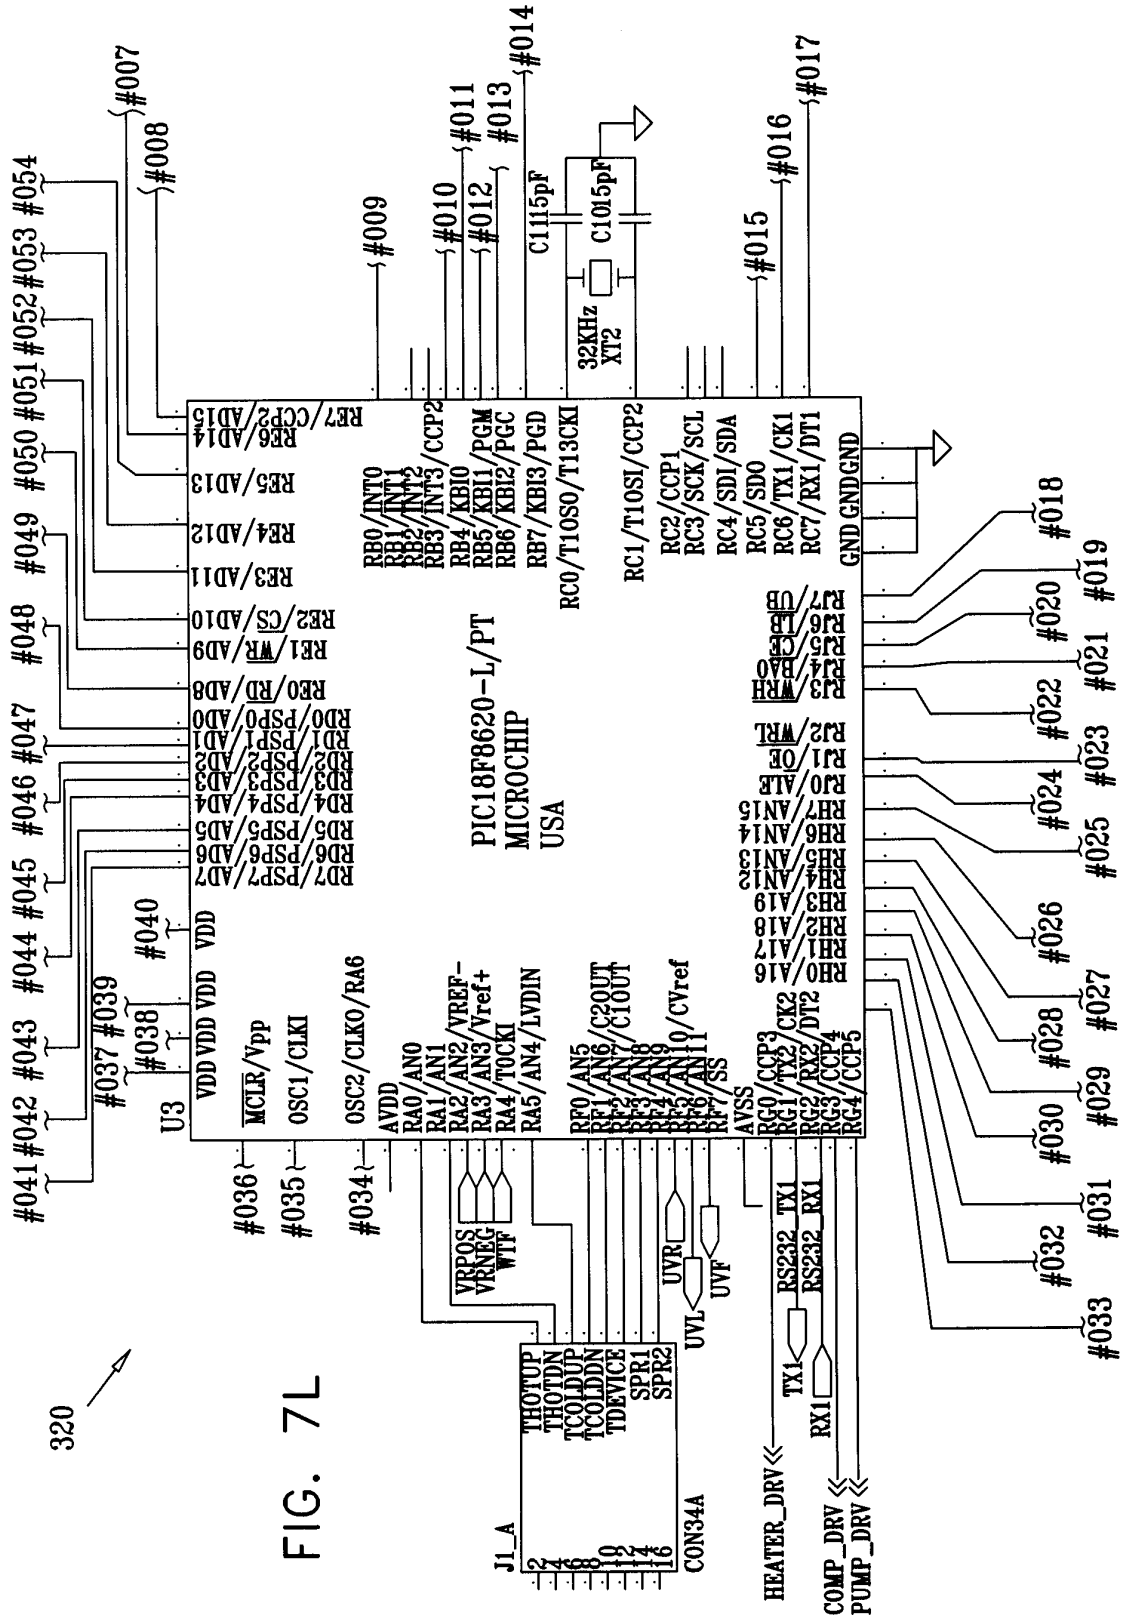 FIG. 7L
320
#041
#042
#043
#044
#045
#046
#047
#048
#049
#050
#051
#052
#053
#054
#037
#038
#039
#040
#007
#008
U3
VDD
VDD
VDD
VDD
RD7/PSP7/AD7
RD6/PSP6/AD6
RD5/PSP5/AD5
RD4/PSP4/AD4
RD3/PSP3/AD3
RD2/PSP2/AD2
RD1/PSP1/AD1
RD0/PSP0/AD0
RE0/RD/AD8
RE1/WR/AD9
RE2/CS/AD10
RE3/AD11
RE4/AD12
RE5/AD13
RE6/AD14
RE7/CCP2/AD15
#036
MCLR/Vpp
#035
OSC1/CLKI
#034
OSC2/CLKO/RA6
AVDD
RA0/AN0
RA1/AN1
RA2/AN2/VREF-
RA3/AN3/Vref+
RA4/TOCKI
RA5/AN4/LVDIN
RF0/AN5
RF1/AN6/C2OUT
RF2/AN7/C1OUT
RF3/AN8
RF4/AN9
RF5/AN10/CVref
RF6/AN11
RF7/SS
AVSS
RG0/CCP3
RG1/TX2/CK2
RG2/RX2/DT2
RG3/CCP4
RG4/CCP5
PIC18F8620-L/PT
MICROCHIP
USA
RB0/INT0
RB1/INT1
RB2/INT2
RB3/INT3/CCP2
RB4/KBI0
RB5/KBI1/PGM
RB6/KBI2/PGC
RB7/KBI3/PGD
RC0/T1OSO/T13CKI
RC1/T1OSI/CCP2
RC2/CCP1
RC3/SCK/SCL
RC4/SDI/SDA
RC5/SDO
RC6/TX1/CK1
RC7/RX1/DT1
GND GNDGND
#009
#010
#011
#012
#013
#014
C1115pF
C1015pF
32KHz
XT2
#015
#016
#017
VRPOS
VRNEG
WTF
UVR
UVL
UVF
J1_A
2
4
6
8
10
12
14
16
THOTUP
THOTDN
TCOLDUP
TCOLDDN
TDEVICE
SPR1
SPR2
CON34A
HEATER_DRV
TX1
RS232_TX1
RX1
RS232_RX1
COMP_DRV
PUMP_DRV
RH0/A16
RH1/A17
RH2/A18
RH3/A19
RH4/AN12
RH5/AN13
RH6/AN14
RH7/AN15
RJ0/ALE
RJ1/OE
RJ2/WRL
RJ3/WRH
RJ4/BA0
RJ5/CE
RJ6/LB
RJ7/UB
#033
#032
#031
#030
#029
#028
#027
#026
#025
#024
#023
#022
#021
#020
#019
#018